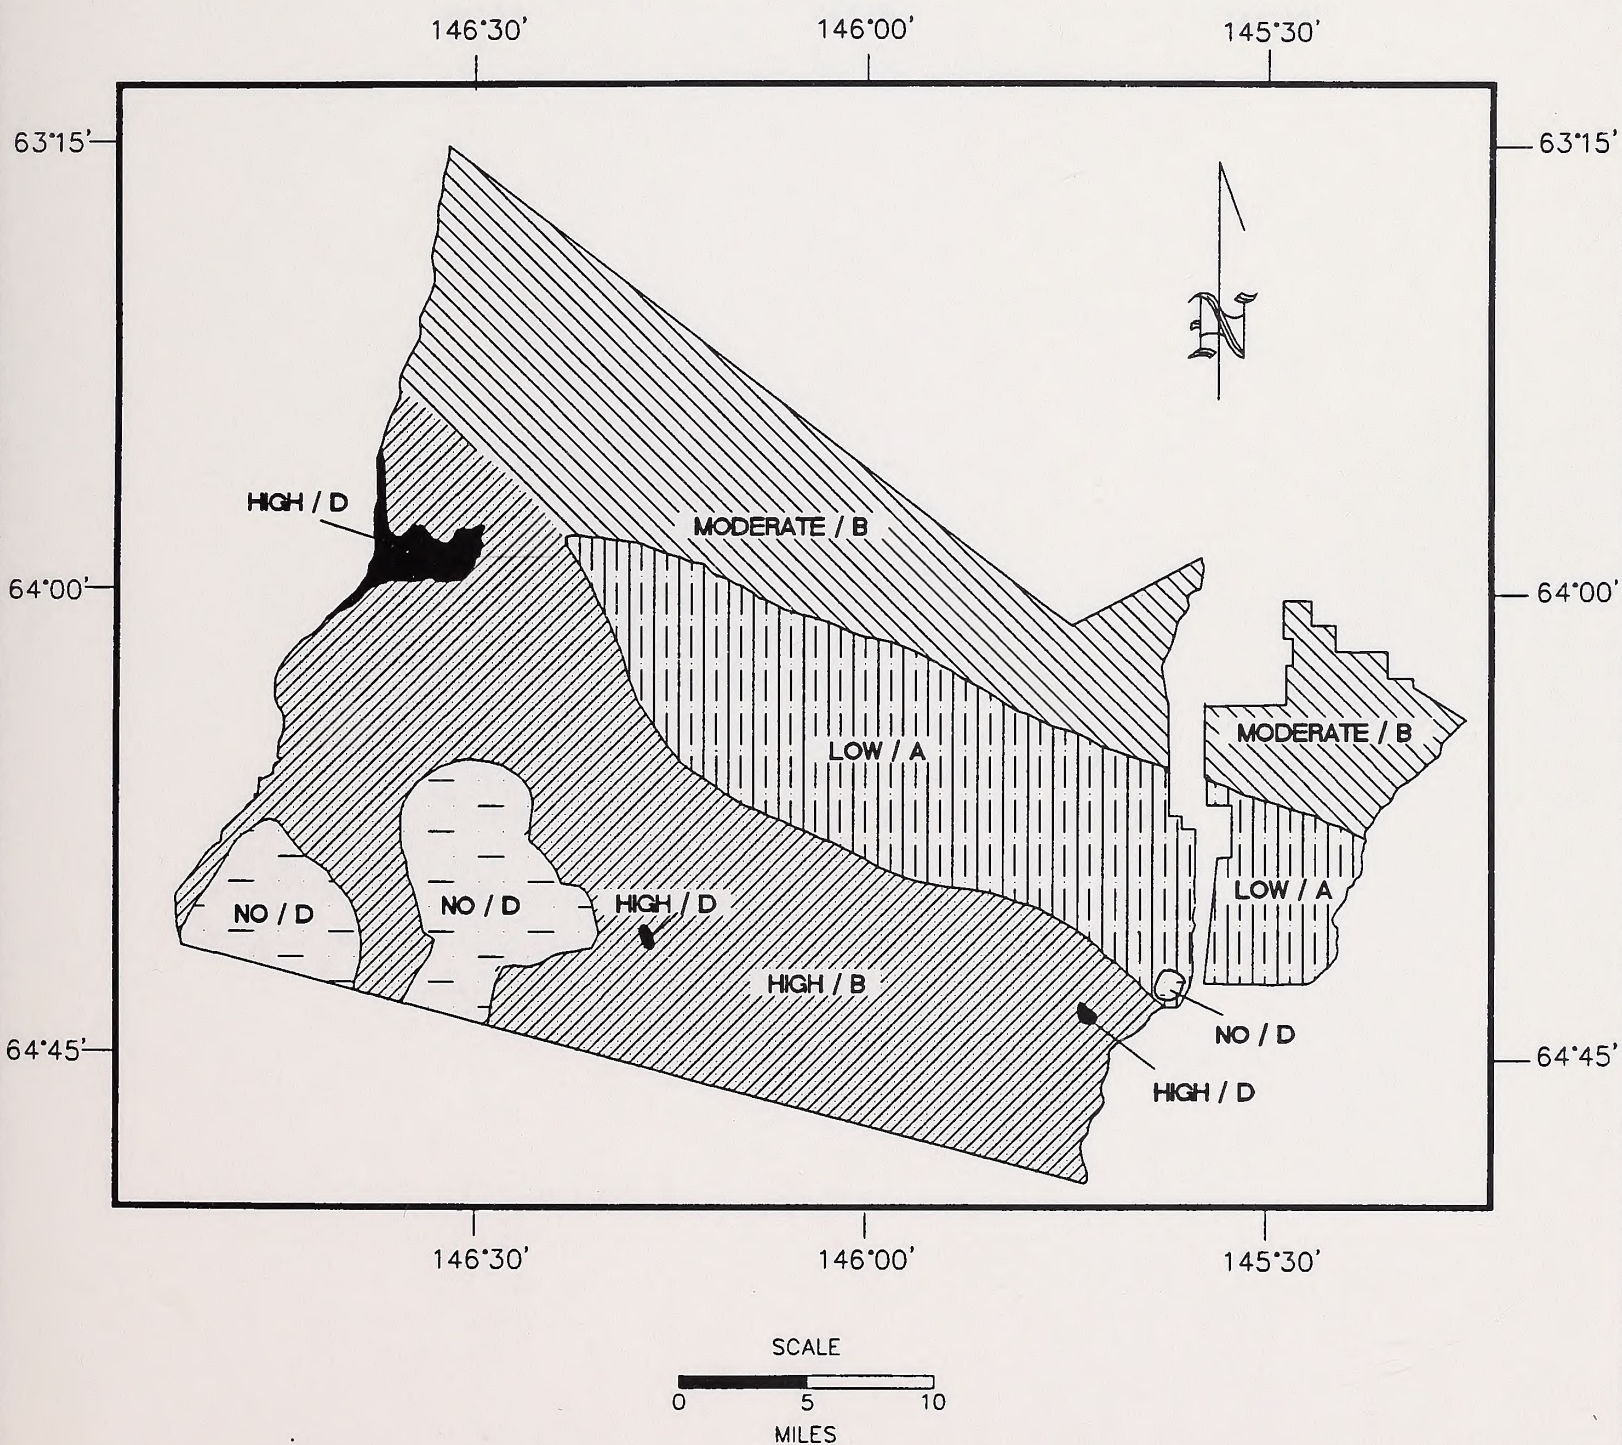 146°30' 146°00' 145°30'
63°15' 63°15'
N
HIGH / D
MODERATE / B
64°00' 64°00'
MODERATE / B
LOW / A
LOW / A
NO / D NO / D HIGH / D
HIGH / B
NO / D
64°45' 64°45'
HIGH / D
146°30' 146°00' 145°30'
SCALE
0 5 10
MILES